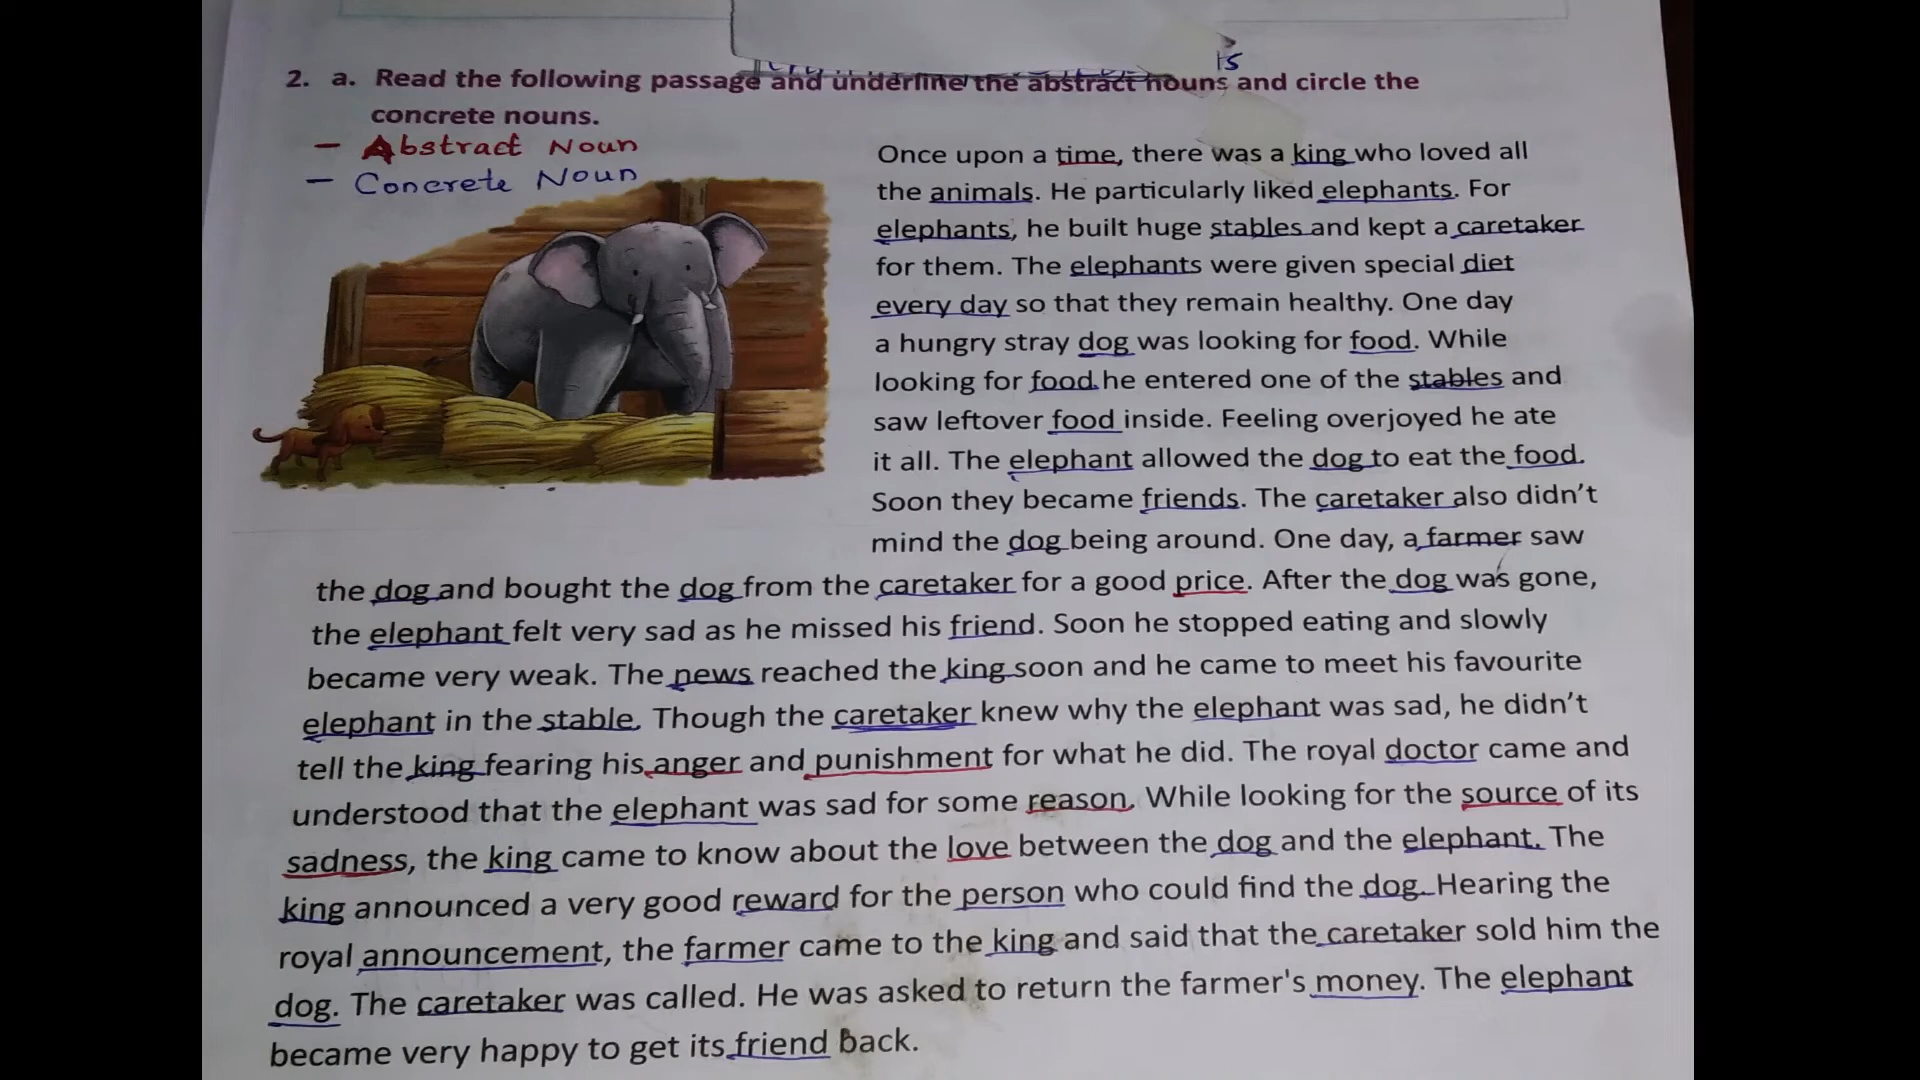 is
2. a. Read the following passage and underline the abstract nouns and circle the
concrete nouns.
- Abstract Noun
- Concrete Noun
Once upon a time, there was a king who loved all
the animals. He particularly liked elephants. For
elephants, he built huge stables and kept a caretaker
for them. The elephants were given special diet
every day so that they remain healthy. One day
a hungry stray dog was looking for food. While
looking for food he entered one of the stables and
saw leftover food inside. Feeling overjoyed he ate
it all. The elephant allowed the dog to eat the food.
Soon they became friends. The caretaker also didn't
mind the dog being around. One day, a farmer saw
the dog and bought the dog from the caretaker for a good price. After the dog was gone,
the elephant felt very sad as he missed his friend. Soon he stopped eating and slowly
became very weak. The news reached the king soon and he came to meet his favourite
elephant in the stable. Though the caretaker knew why the elephant was sad, he didn't
tell the king fearing his anger and punishment for what he did. The royal doctor came and
understood that the elephant was sad for some reason. While looking for the source of its
sadness, the king came to know about the love between the dog and the elephant. The
king announced a very good reward for the person who could find the dog. Hearing the
royal announcement, the farmer came to the king and said that the caretaker sold him the
dog. The caretaker was called. He was asked to return the farmer's money. The elephant
became very happy to get its friend back.